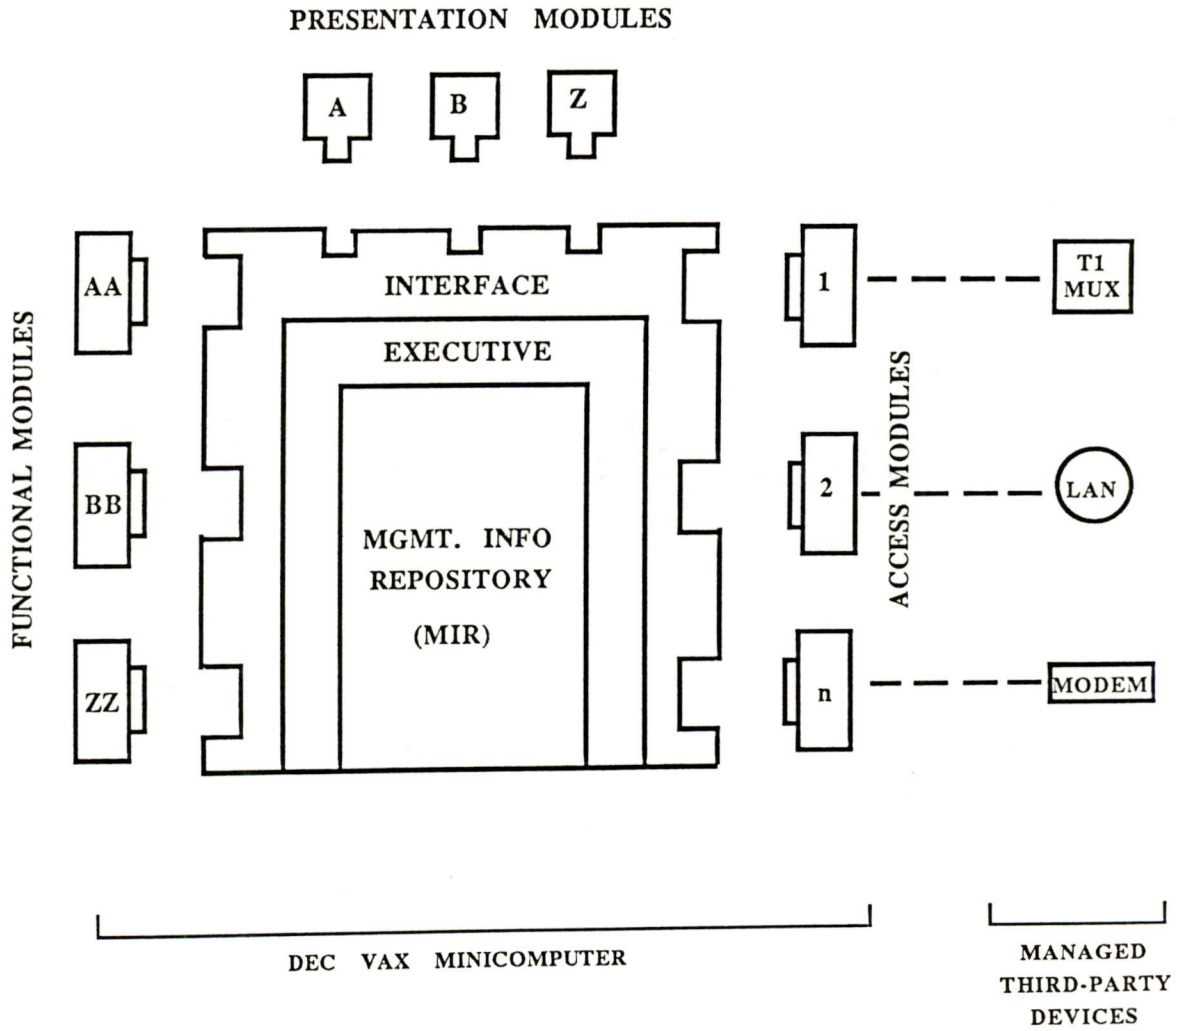 PRESENTATION MODULES
A
B
Z
FUNCTIONAL MODULES
AA
BB
ZZ
INTERFACE
EXECUTIVE
MGMT. INFO
REPOSITORY
(MIR)
1
2
n
ACCESS MODULES
T1
MUX
LAN
MODEM
DEC VAX MINICOMPUTER
MANAGED
THIRD-PARTY
DEVICES